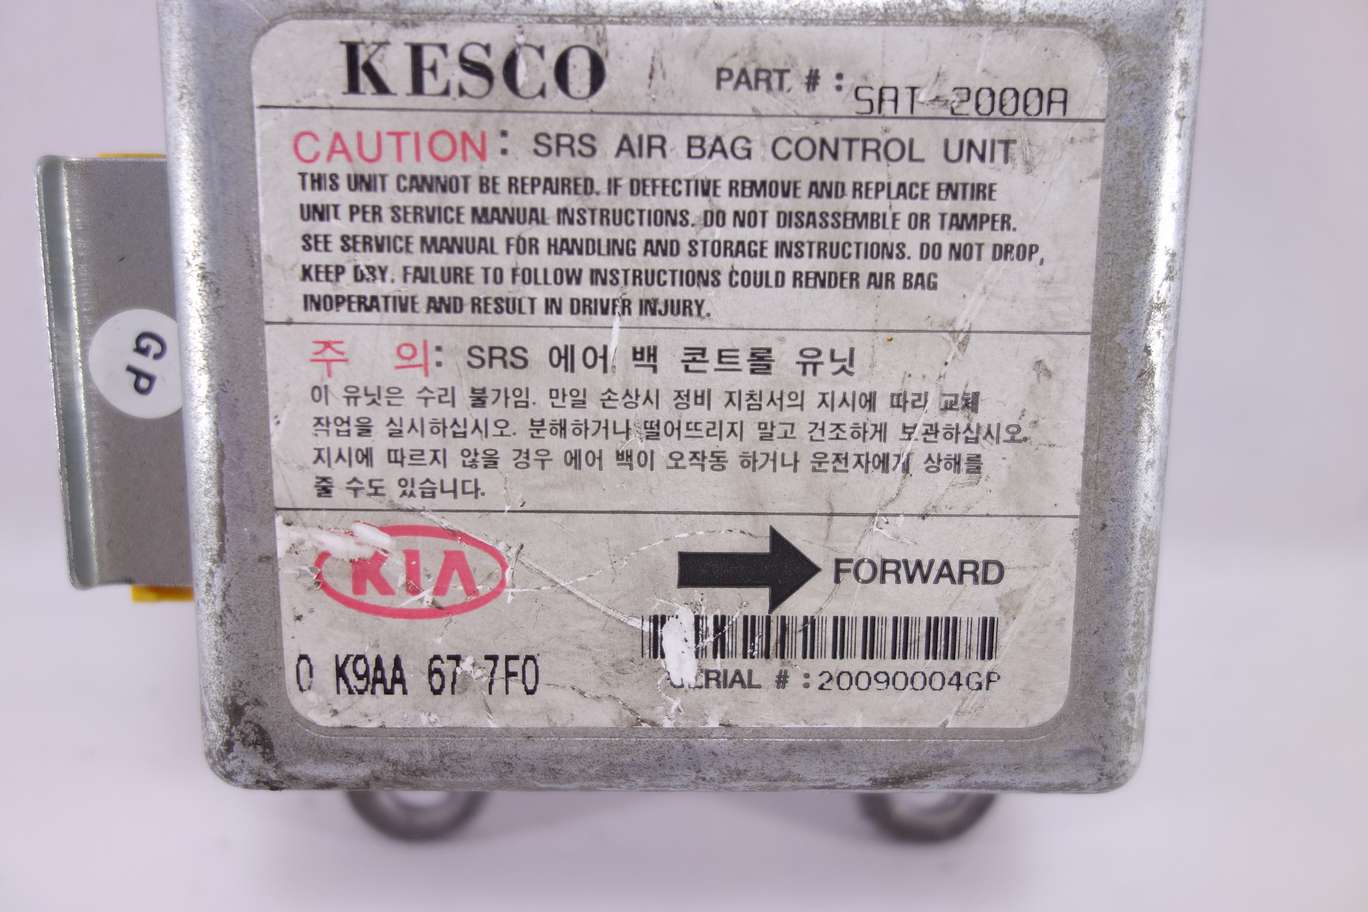 KESCO PART. # : SAT-2000A
CAUTION : SRS AIR BAG CONTROL UNIT
THIS UNIT CANNOT BE REPAIRED. IF DEFECTIVE REMOVE AND REPLACE ENTIRE
UNIT PER SERVICE MANUAL INSTRUCTIONS. DO NOT DISASSEMBLE OR TAMPER.
SEE SERVICE MANUAL FOR HANDLING AND STORAGE INSTRUCTIONS. DO NOT DROP,
KEEP DRY. FAILURE TO FOLLOW INSTRUCTIONS COULD RENDER AIR BAG
INOPERATIVE AND RESULT IN DRIVER INJURY.
주 의: SRS 에어 백 콘트롤 유닛
이 유닛은 수리 불가임. 만일 손상시 정비 지침서의 지시에 따라 교체
작업을 실시하십시오. 분해하거나 떨어뜨리지 말고 건조하게 보관하십시오.
지시에 따르지 않을 경우 에어 백이 오작동 하거나 운전자에게 상해를
줄 수도 있습니다.
KIA
FORWARD
0 K9AA 67 7F0
SERIAL # : 20090004GP
GP